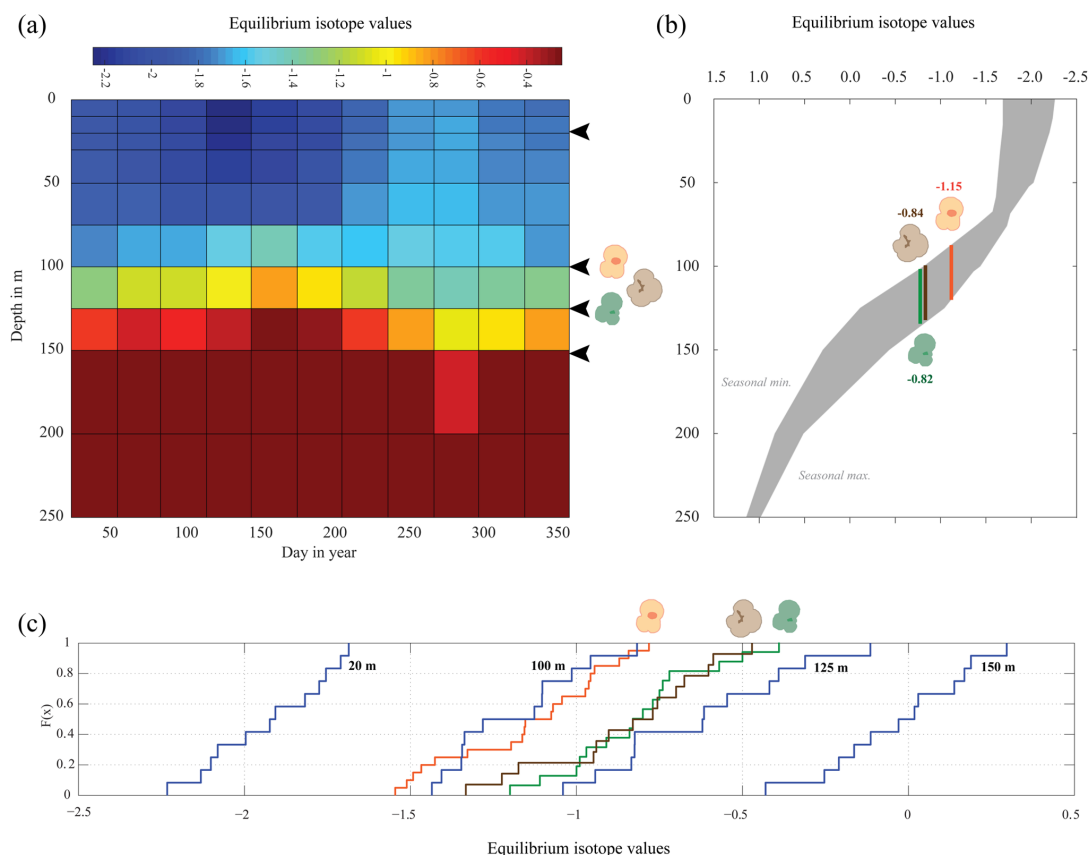 (a)
Equilibrium isotope values
-2.2 -2 -1.8 -1.6 -1.4 -1.2 -1 -0.8 -0.6 -0.4
0
50
100
150
200
250
Depth in m
50 100 150 200 250 300 350
Day in year
(b)
Equilibrium isotope values
1.5 1.0 0.5 0.0 -0.5 -1.0 -1.5 -2.0 -2.5
0
50
100
150
200
250
-1.15
-0.84
-0.82
Seasonal min.
Seasonal max.
(c)
1
0.8
0.6
0.4
0.2
0
F(x)
20 m
100 m
125 m
150 m
−2.5 −2 −1.5 −1 −0.5 0 0.5
Equilibrium isotope values